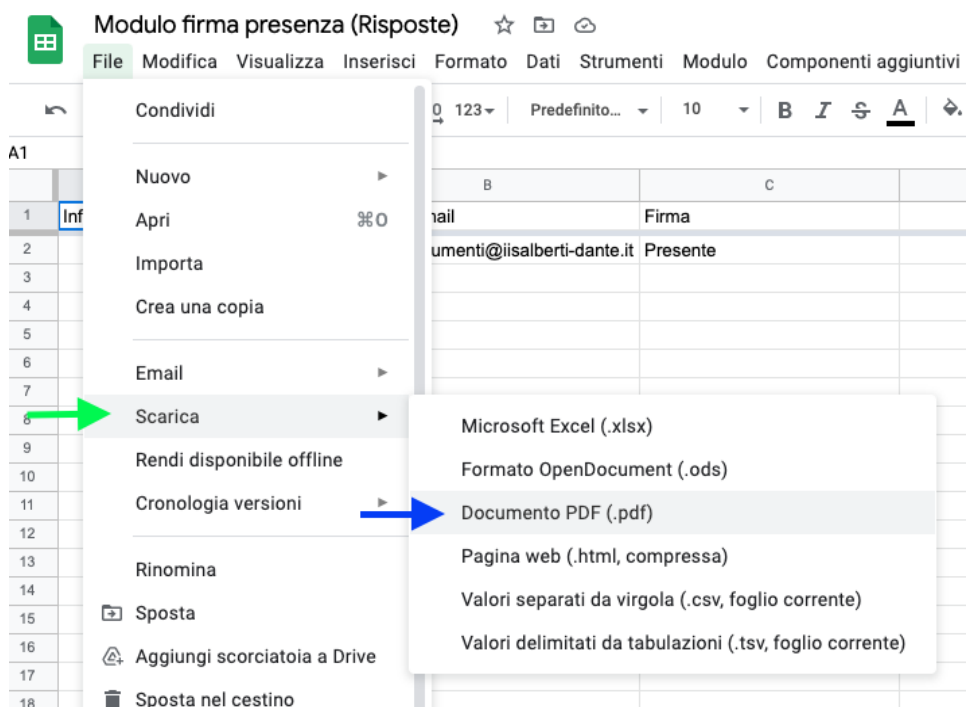 Modulo firma presenza (Risposte)
File Modifica Visualizza Inserisci Formato Dati Strumenti Modulo Componenti aggiuntivi
Condividi
123 Predefinito... 10 B I S A
A1
Nuovo
B C
1 Firma
Apri ⌘O
2 umenti@iisalberti-dante.it Presente
Importa
3
Crea una copia
4
5
6
Email
7
Scarica
8
Microsoft Excel (.xlsx)
9
Rendi disponibile offline
Formato OpenDocument (.ods)
10
Cronologia versioni
11
Documento PDF (.pdf)
12
Pagina web (.html, compressa)
13
Rinomina
14
Valori separati da virgola (.csv, foglio corrente)
15
Sposta
Valori delimitati da tabulazioni (.tsv, foglio corrente)
16
Aggiungi scorciatoia a Drive
17
Sposta nel cestino
18